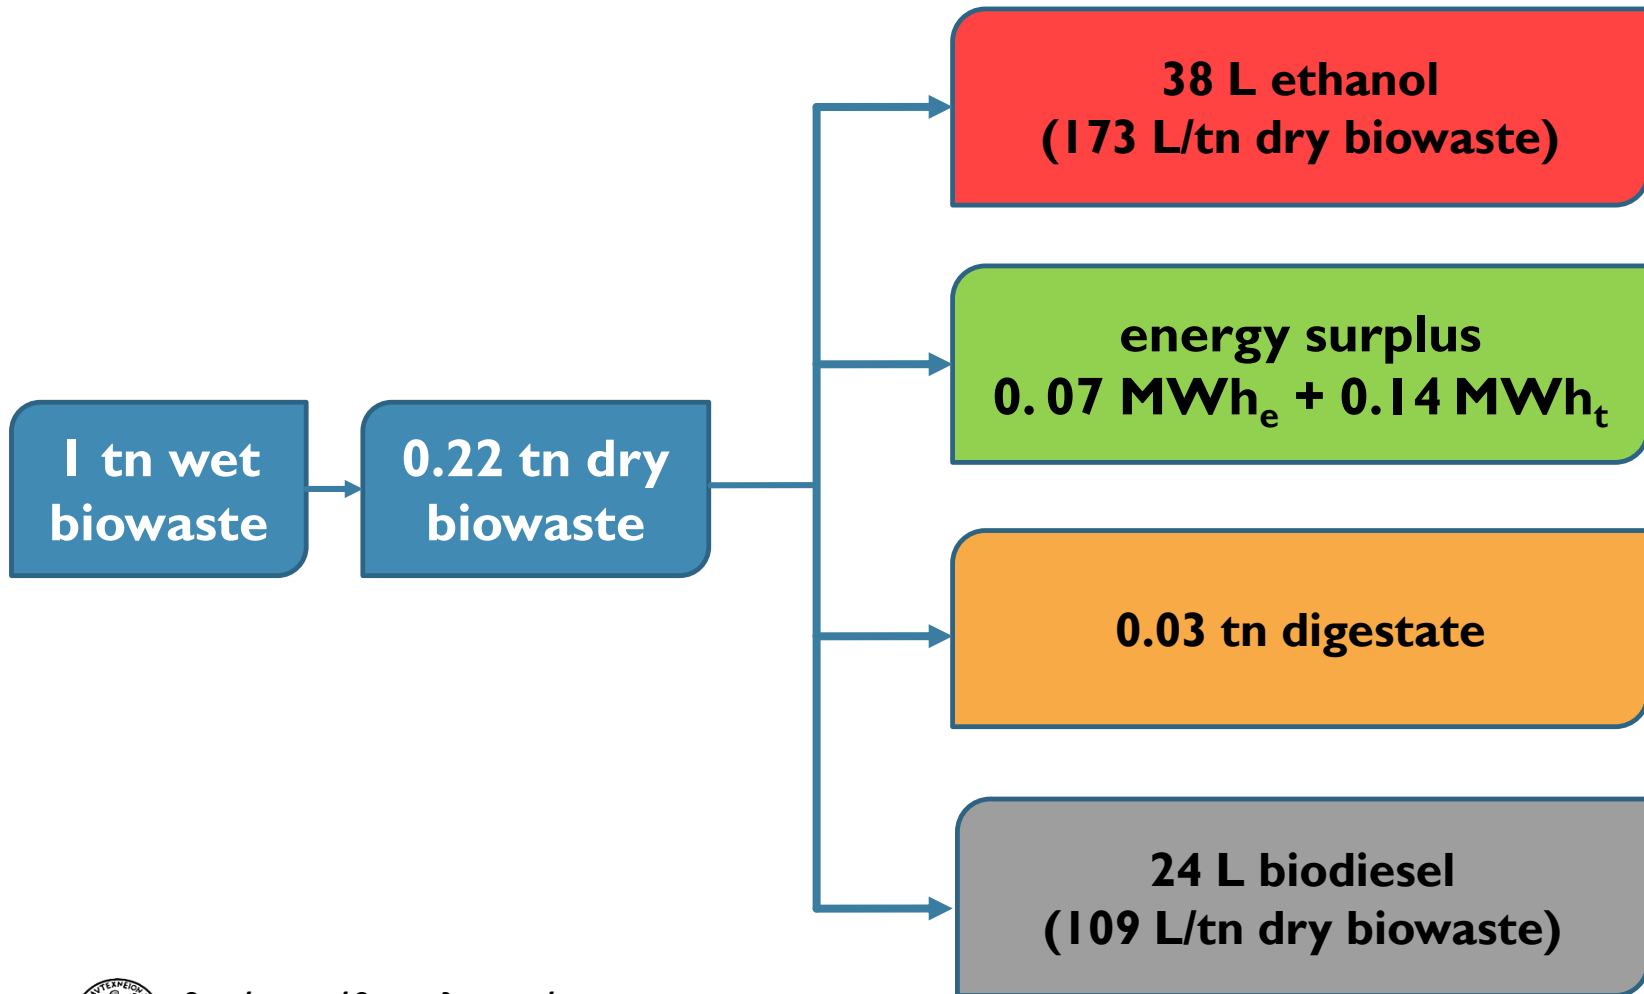 38 L ethanol
(173 L/tn dry biowaste)
energy surplus
0. 07 MWhₑ + 0.14 MWhₜ
1 tn wet
biowaste
0.22 tn dry
biowaste
0.03 tn digestate
24 L biodiesel
(109 L/tn dry biowaste)